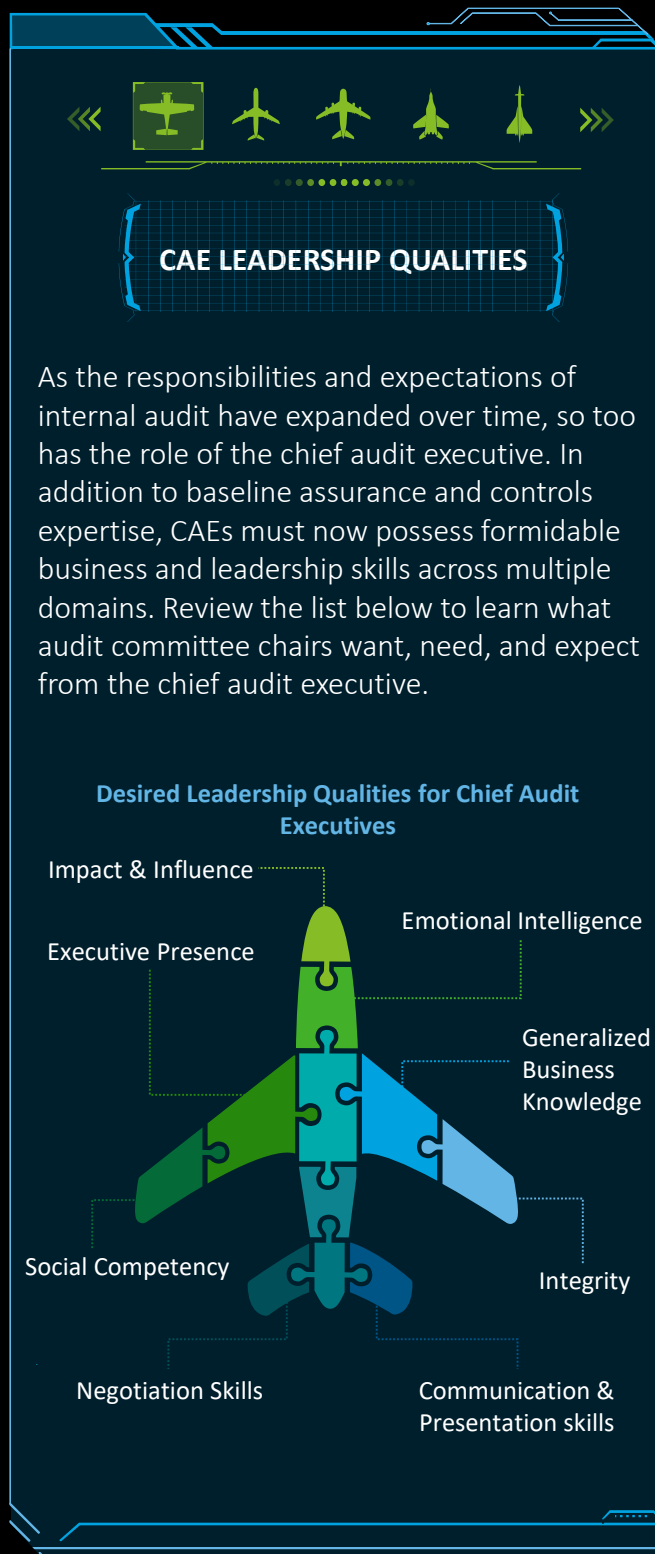 CAE LEADERSHIP QUALITIES
As the responsibilities and expectations of
internal audit have expanded over time, so too
has the role of the chief audit executive. In
addition to baseline assurance and controls
expertise, CAEs must now possess formidable
business and leadership skills across multiple
domains. Review the list below to learn what
audit committee chairs want, need, and expect
from the chief audit executive.
Desired Leadership Qualities for Chief Audit
Executives
Impact & Influence
Emotional Intelligence
Executive Presence
Generalized
Business
Knowledge
Social Competency
Integrity
Negotiation Skills
Communication &
Presentation skills